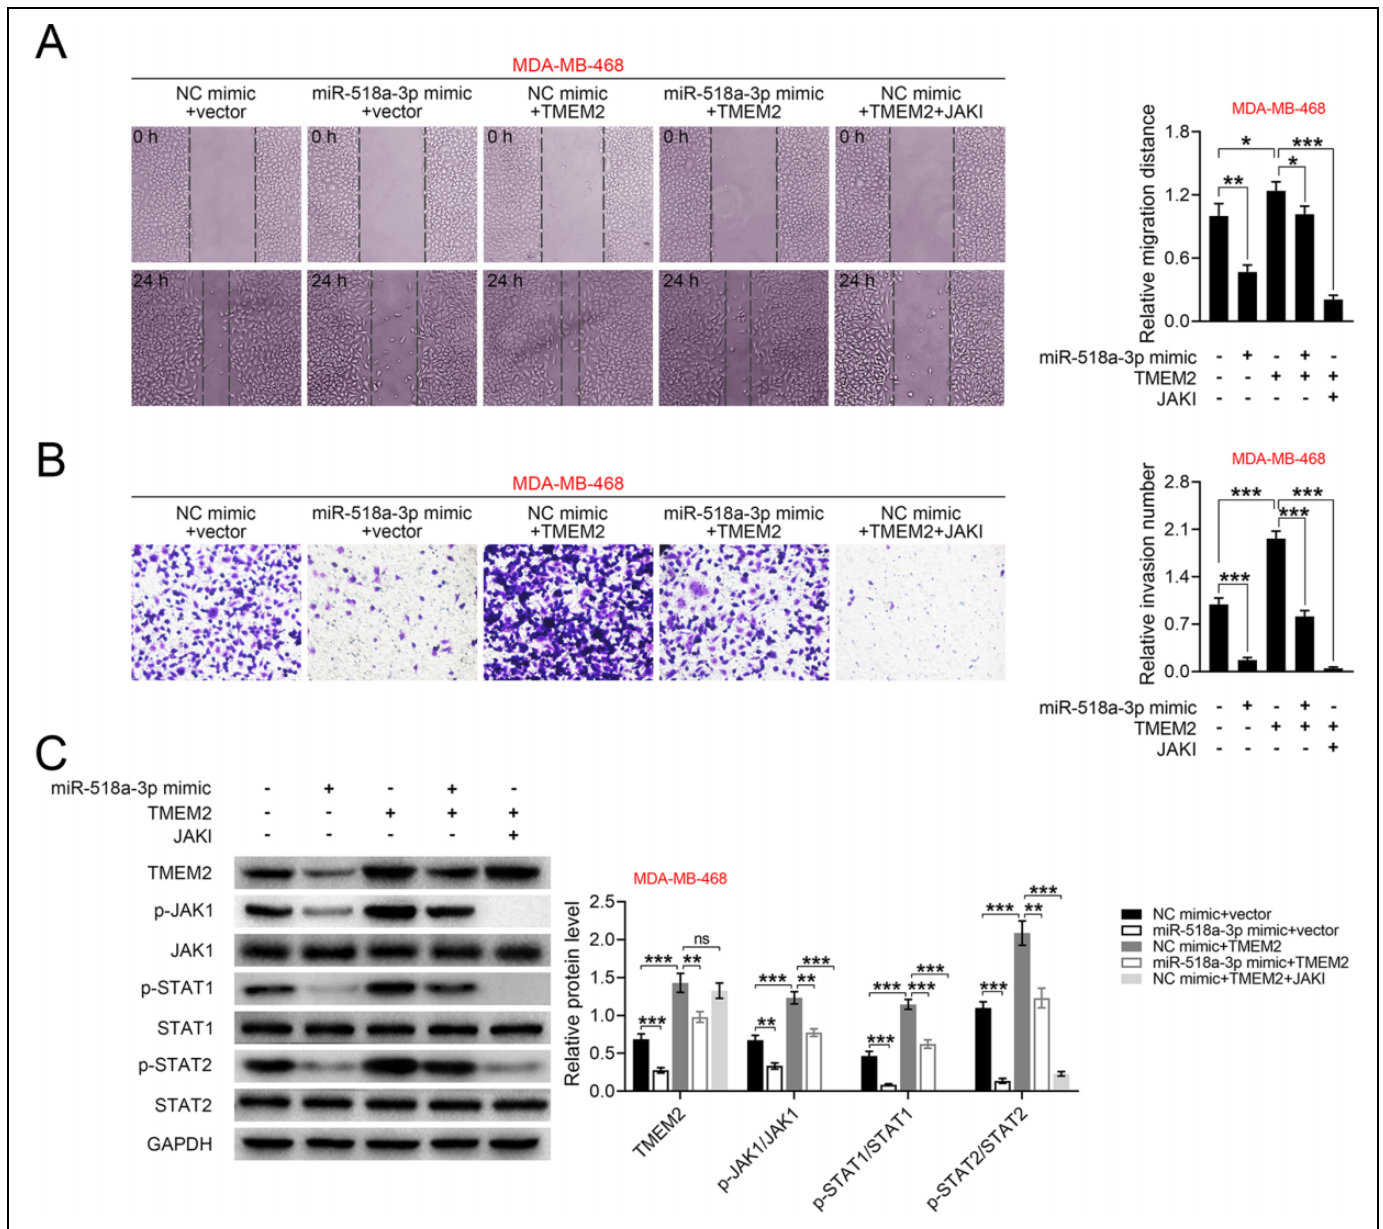 A
MDA-MB-468
NC mimic +vector
miR-518a-3p mimic +vector
NC mimic +TMEM2
miR-518a-3p mimic +TMEM2
NC mimic +TMEM2+JAKI
0 h 0 h 0 h 0 h 0 h
24 h 24 h 24 h 24 h 24 h
MDA-MB-468
Relative migration distance
1.8
1.2
0.6
0.0
* ***
** *
miR-518a-3p mimic - + - + -
TMEM2 - - + + +
JAKI - - - - +
B
MDA-MB-468
NC mimic +vector
miR-518a-3p mimic +vector
NC mimic +TMEM2
miR-518a-3p mimic +TMEM2
NC mimic +TMEM2+JAKI
MDA-MB-468
Relative invasion number
2.8
2.1
1.4
0.7
0.0
*** ***
***
***
miR-518a-3p mimic - + - + -
TMEM2 - - + + +
JAKI - - - - +
C
miR-518a-3p mimic - + - + -
TMEM2 - - + + +
JAKI - - - - +
TMEM2
p-JAK1
JAK1
p-STAT1
STAT1
p-STAT2
STAT2
GAPDH
MDA-MB-468
Relative protein level
2.5
2.0
1.5
1.0
0.5
0.0
*** *** ** ns
** *** ** ***
*** *** *** ***
*** *** ** ***
TMEM2
p-JAK1/JAK1
p-STAT1/STAT1
p-STAT2/STAT2
NC mimic+vector
miR-518a-3p mimic+vector
NC mimic+TMEM2
miR-518a-3p mimic+TMEM2
NC mimic+TMEM2+JAKI